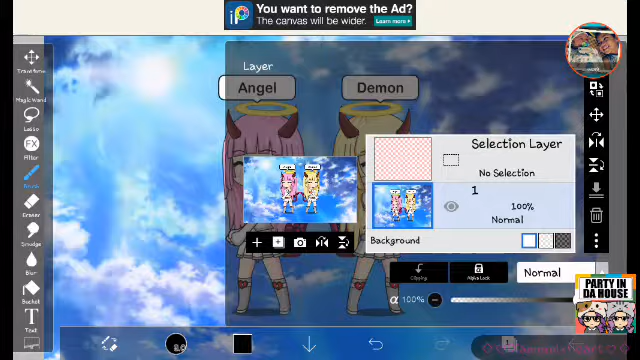 You want to remove the Ad?
The canvas will be wider.
Learn more
Layer
Angel
Demon
Transform
Magic Wand
Lasso
FX
Filter
Brush
Eraser
Smudge
Blur
Bucket
T
Text
Selection Layer
No Selection
1
100%
Normal
Background
Clipping
Alpha Lock
Normal
α 100%
PARTY IN
DA HOUSE
1